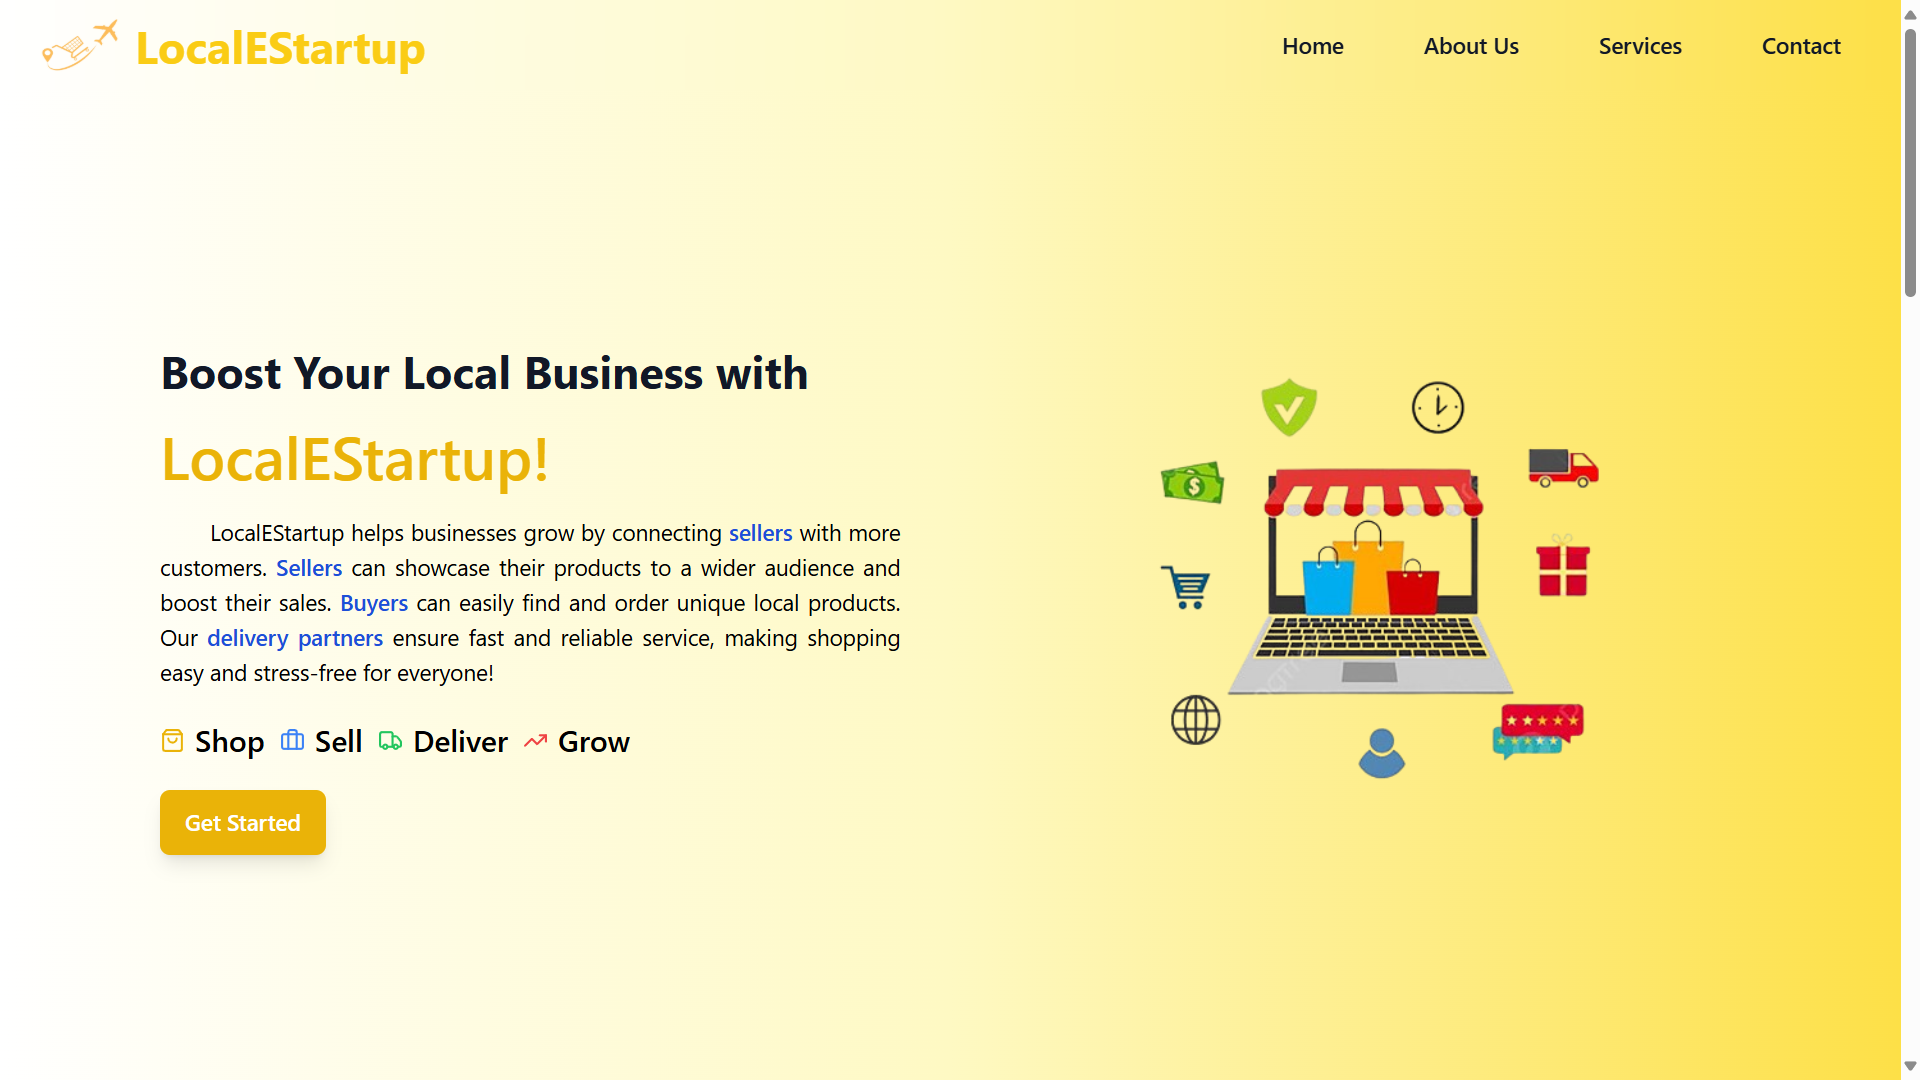 LocalEStartup
Home
About Us
Services
Contact
Boost Your Local Business with
LocalEStartup!
LocalEStartup helps businesses grow by connecting sellers with more
customers. Sellers can showcase their products to a wider audience and
boost their sales. Buyers can easily find and order unique local products.
Our delivery partners ensure fast and reliable service, making shopping
easy and stress-free for everyone!
Shop Sell Deliver Grow
Get Started